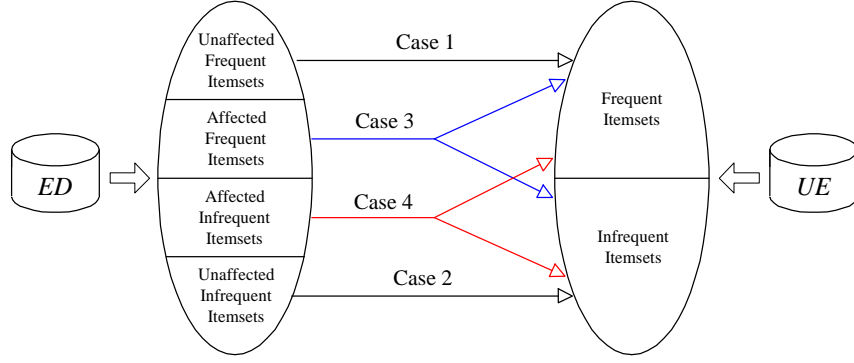 Unaffected
Frequent
Itemsets
Case 1
Affected
Frequent
Itemsets
Case 3
Frequent
Itemsets
ED
UE
Affected
Infrequent
Itemsets
Case 4
Infrequent
Itemsets
Unaffected
Infrequent
Itemsets
Case 2